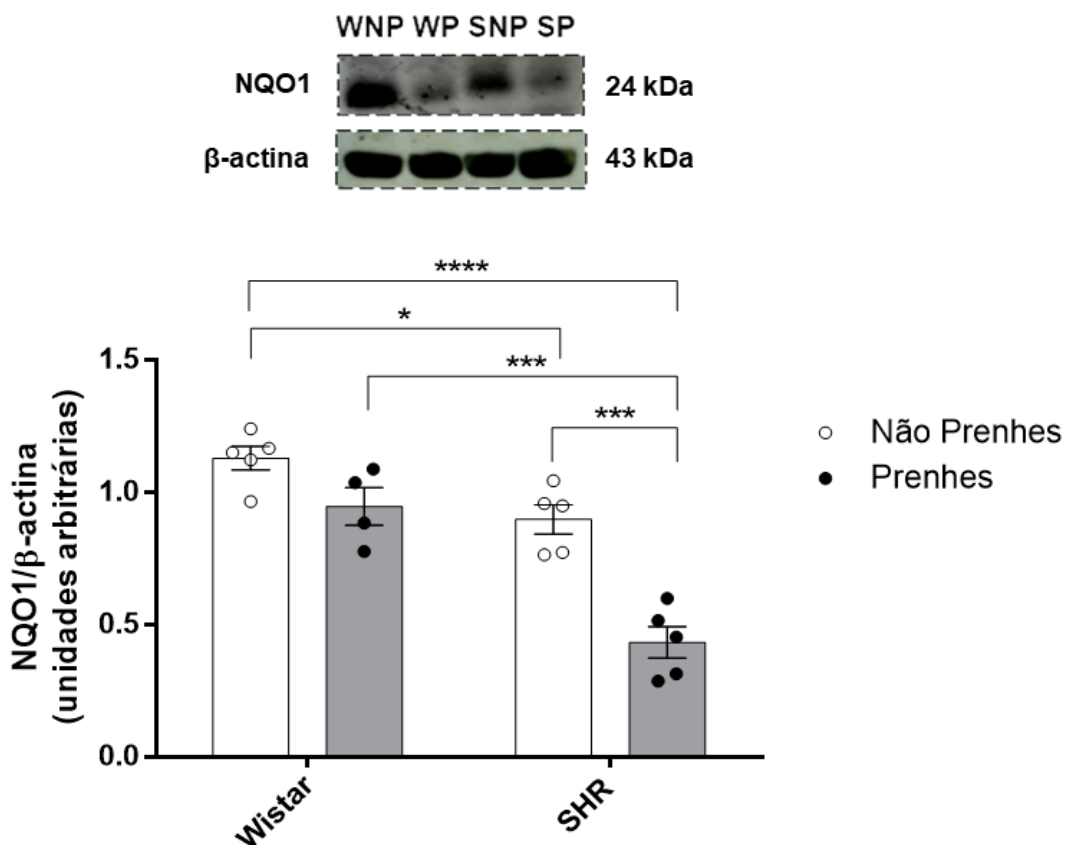 WNP WP SNP SP
NQO1 24 kDa
β-actina 43 kDa
****
*
***
***
1.5
1.0
0.5
0.0
NQO1/β-actina
(unidades arbitrárias)
Não Prenhes
Prenhes
Wistar
SHR